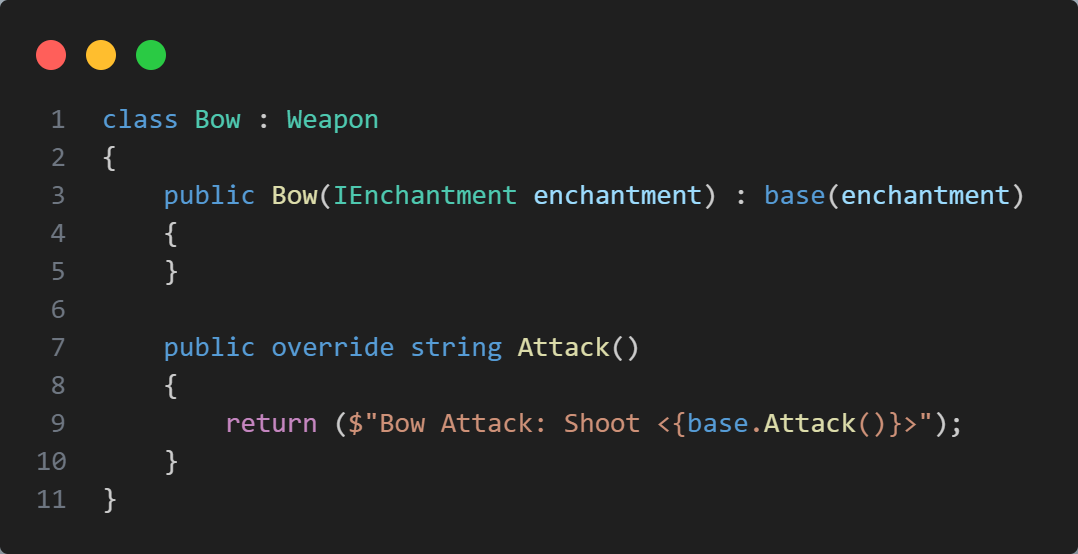 1 class Bow : Weapon
2 {
3     public Bow(IEnchantment enchantment) : base(enchantment)
4     {
5     }
6
7     public override string Attack()
8     {
9         return ($"Bow Attack: Shoot <{base.Attack()}>");
10     }
11 }